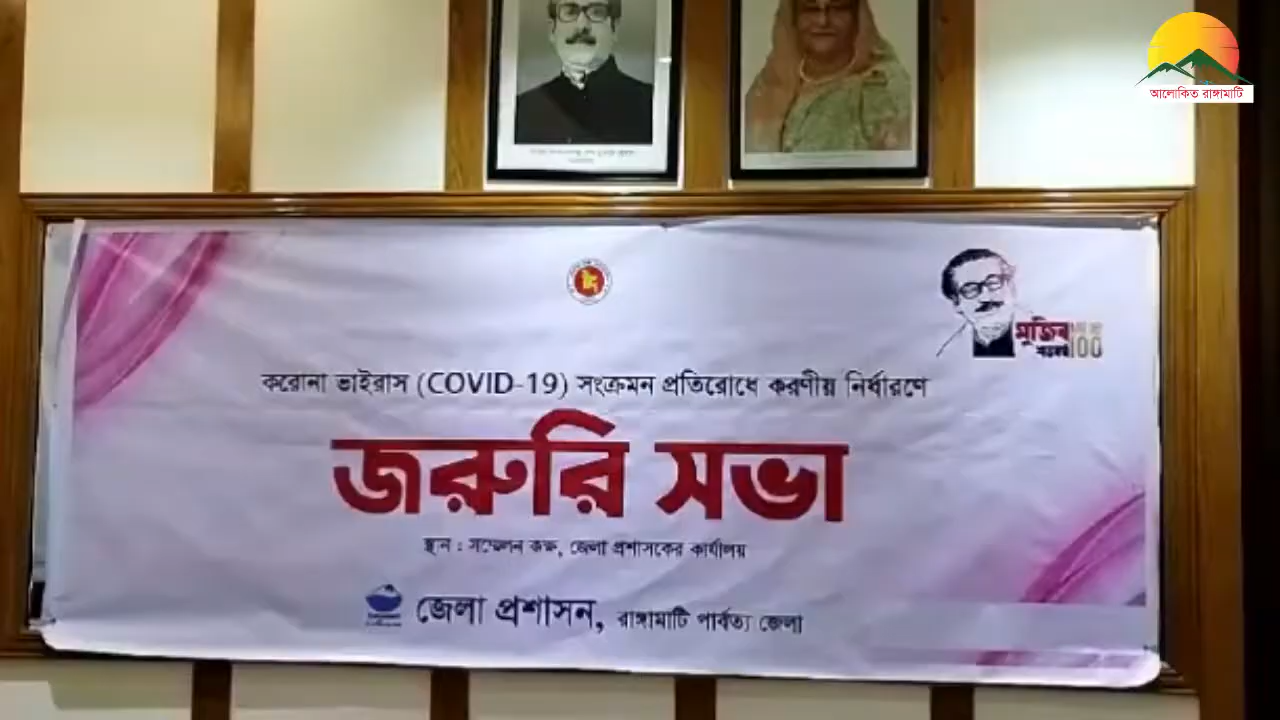 আলোকিত রাঙ্গামাটি
মুজিব
100
করোনা ভাইরাস (COVID-19) সংক্রমন প্রতিরোধে করণীয় নির্ধারণে
জরুরি সভা
স্থান : সম্মেলন কক্ষ, জেলা প্রশাসকের কার্যালয়
জেলা প্রশাসন, রাঙ্গামাটি পার্বত্য জেলা